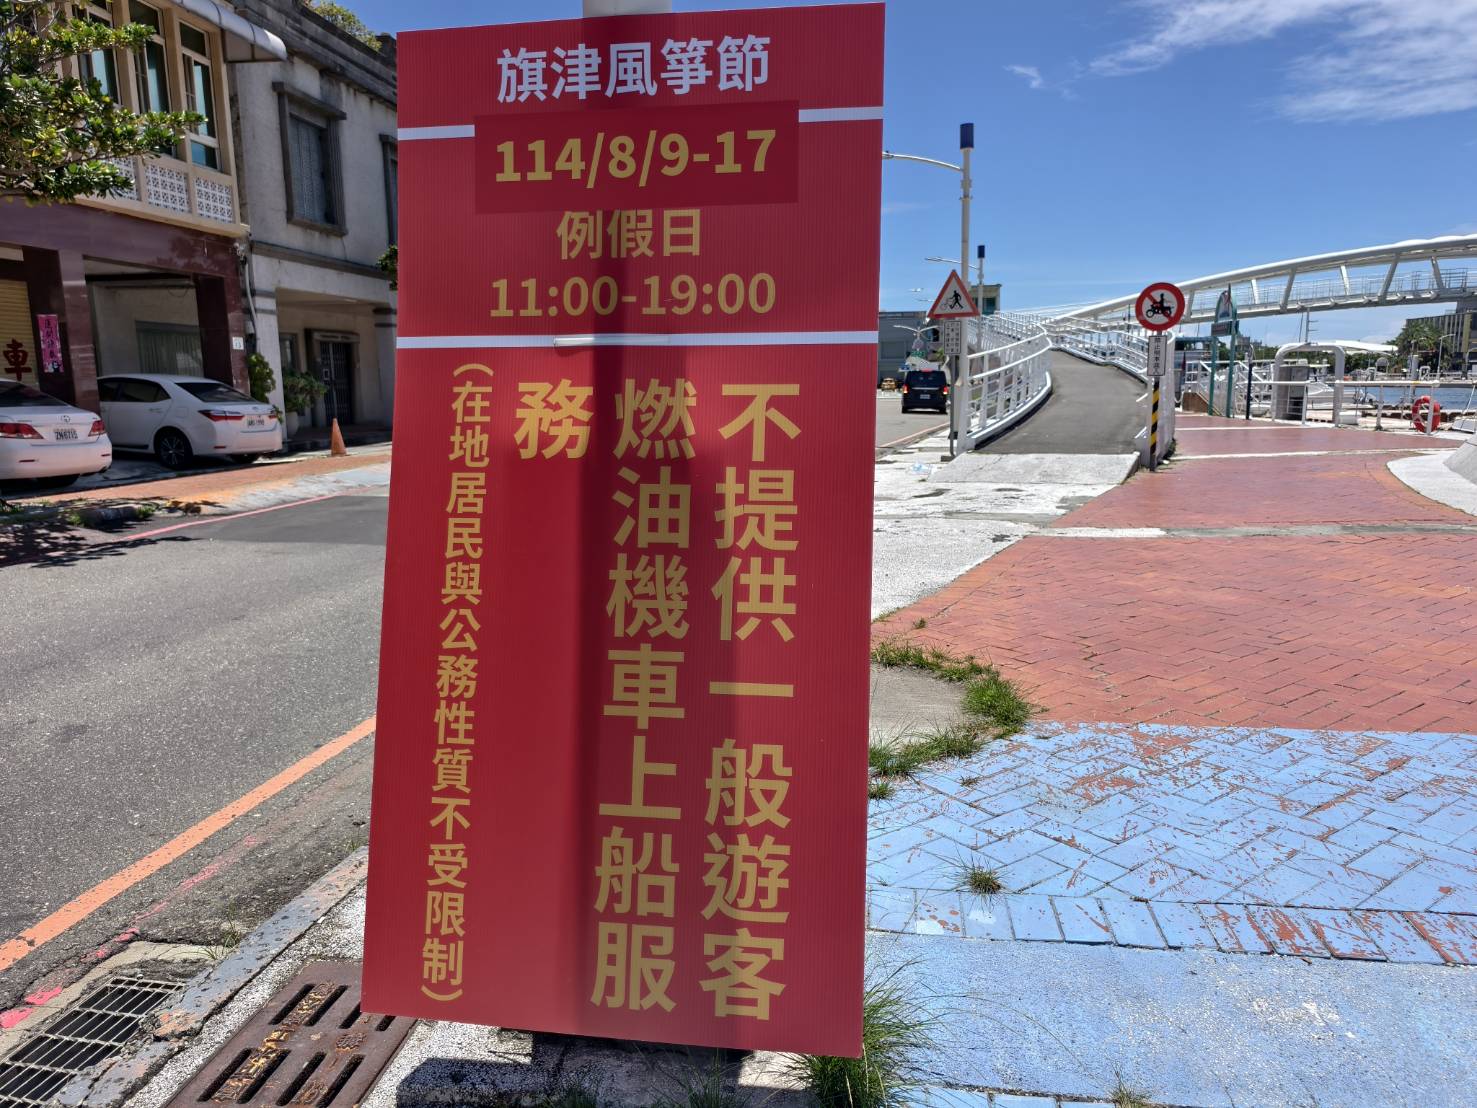 旗津風箏節
114/8/9-17
例假日
11:00-19:00
不提供一般遊客
燃油機車上船服
務
(在地居民與公務性質不受限制)
車